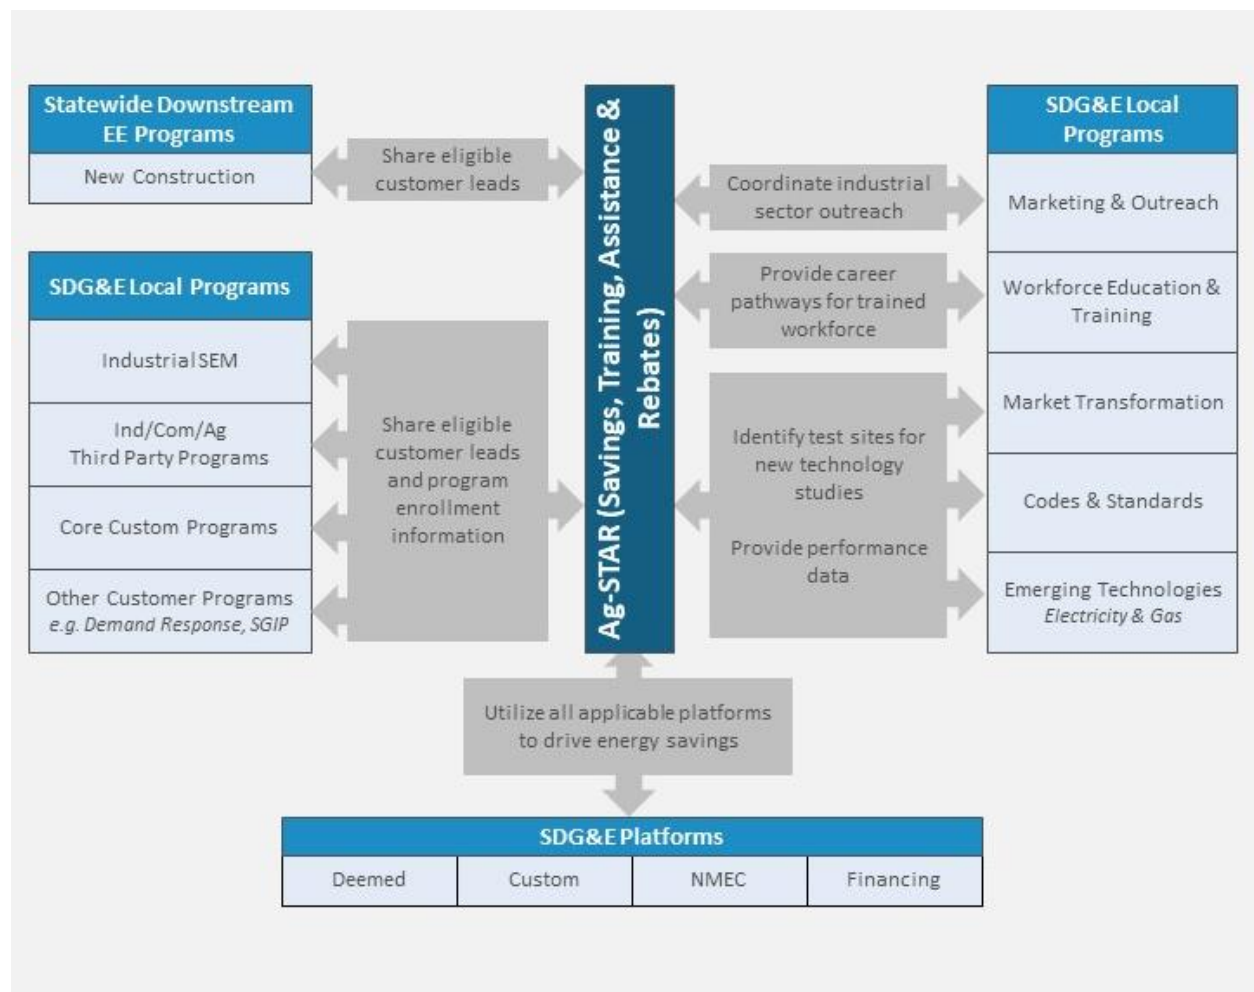 Statewide Downstream
EE Programs
New Construction
Share eligible
customer leads
SDG&E Local Programs
Industrial SEM
Ind/Com/Ag
Third Party Programs
Core Custom Programs
Other Customer Programs
e.g. Demand Response, SGIP
Share eligible
customer leads
and program
enrollment
information
Ag-STAR (Savings, Training, Assistance &
Rebates)
Coordinate industrial
sector outreach
Provide career
pathways for trained
workforce
Identify test sites for
new technology
studies
Provide performance
data
SDG&E Local
Programs
Marketing & Outreach
Workforce Education &
Training
Market Transformation
Codes & Standards
Emerging Technologies
Electricity & Gas
Utilize all applicable platforms
to drive energy savings
SDG&E Platforms
Deemed
Custom
NMEC
Financing